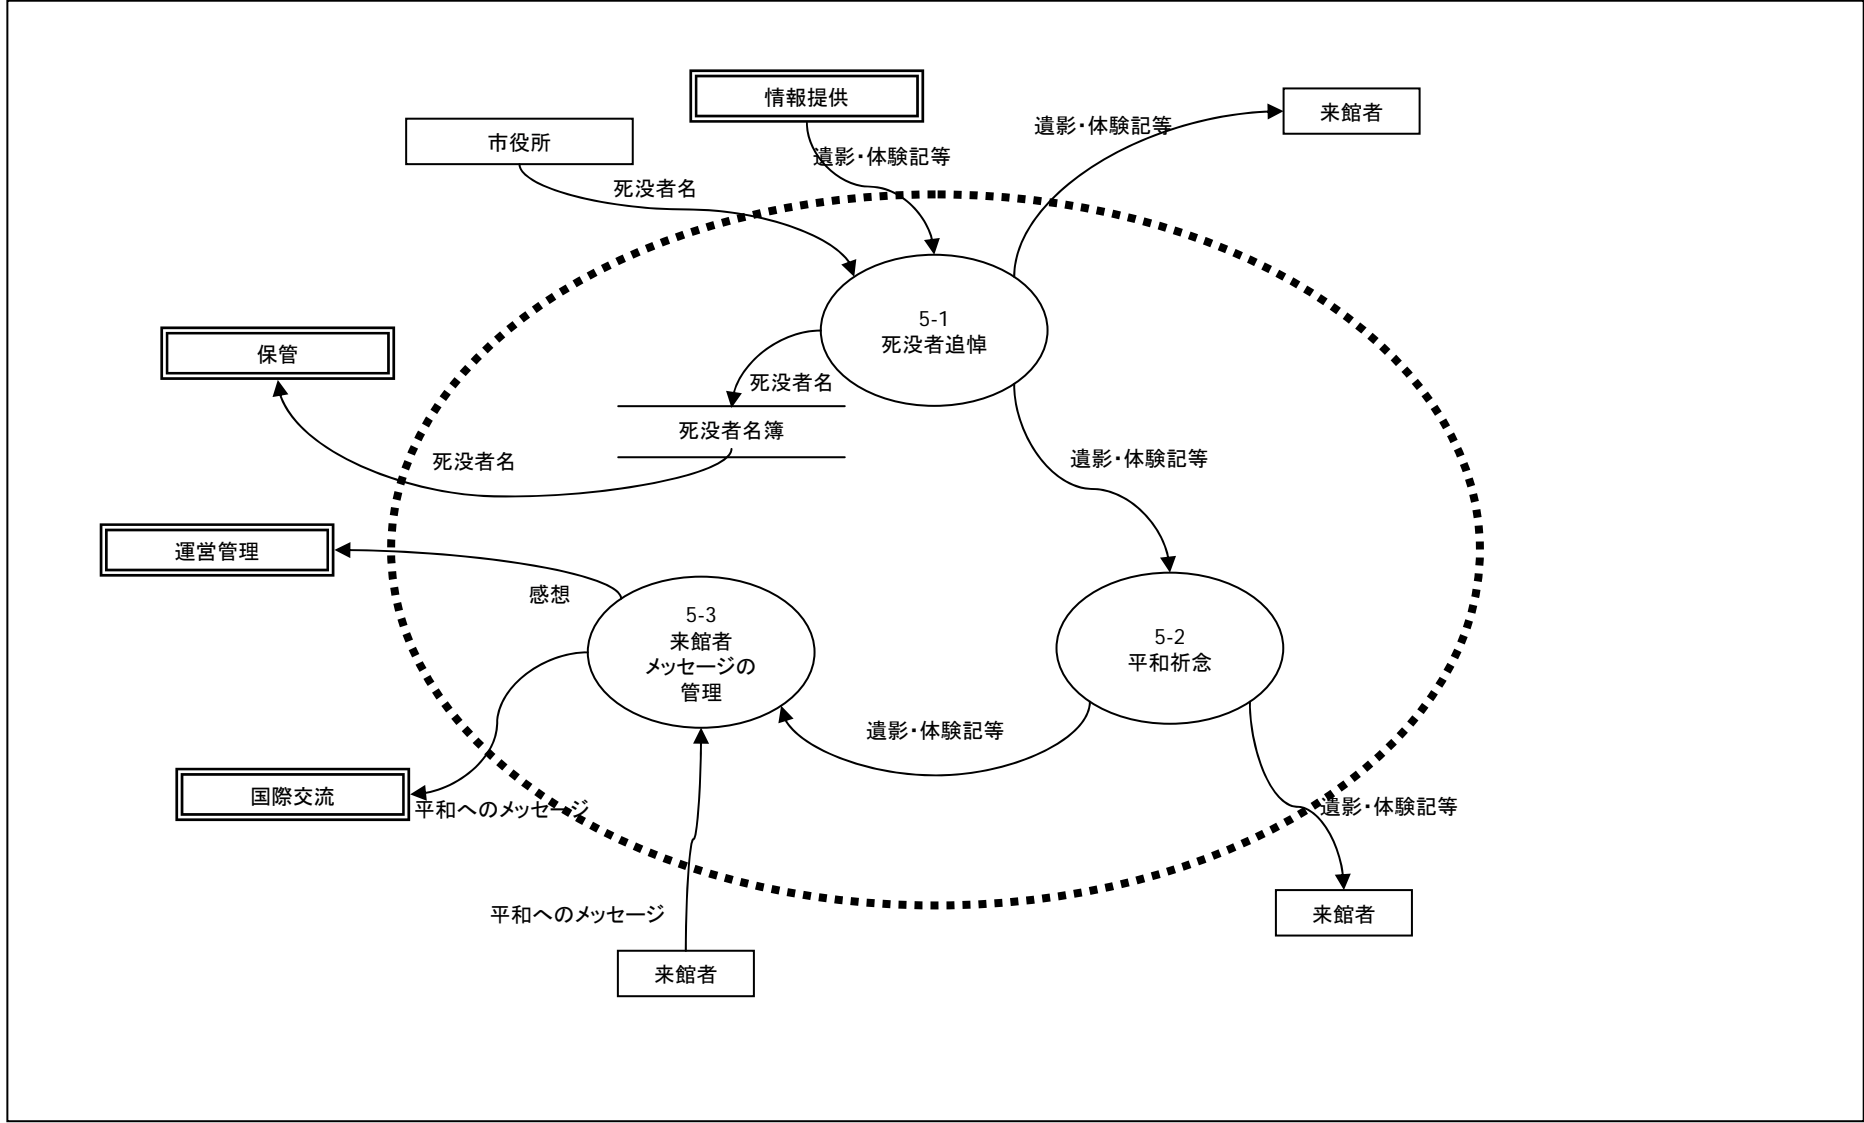 情報提供
来館者
市役所
遺影・体験記等
遺影・体験記等
死没者名
5-1
死没者追悼
保管
死没者名
死没者名簿
死没者名
遺影・体験記等
運営管理
感想
5-3
来館者
メッセージの
管理
5-2
平和祈念
遺影・体験記等
国際交流
平和へのメッセージ
遺影・体験記等
平和へのメッセージ
来館者
来館者